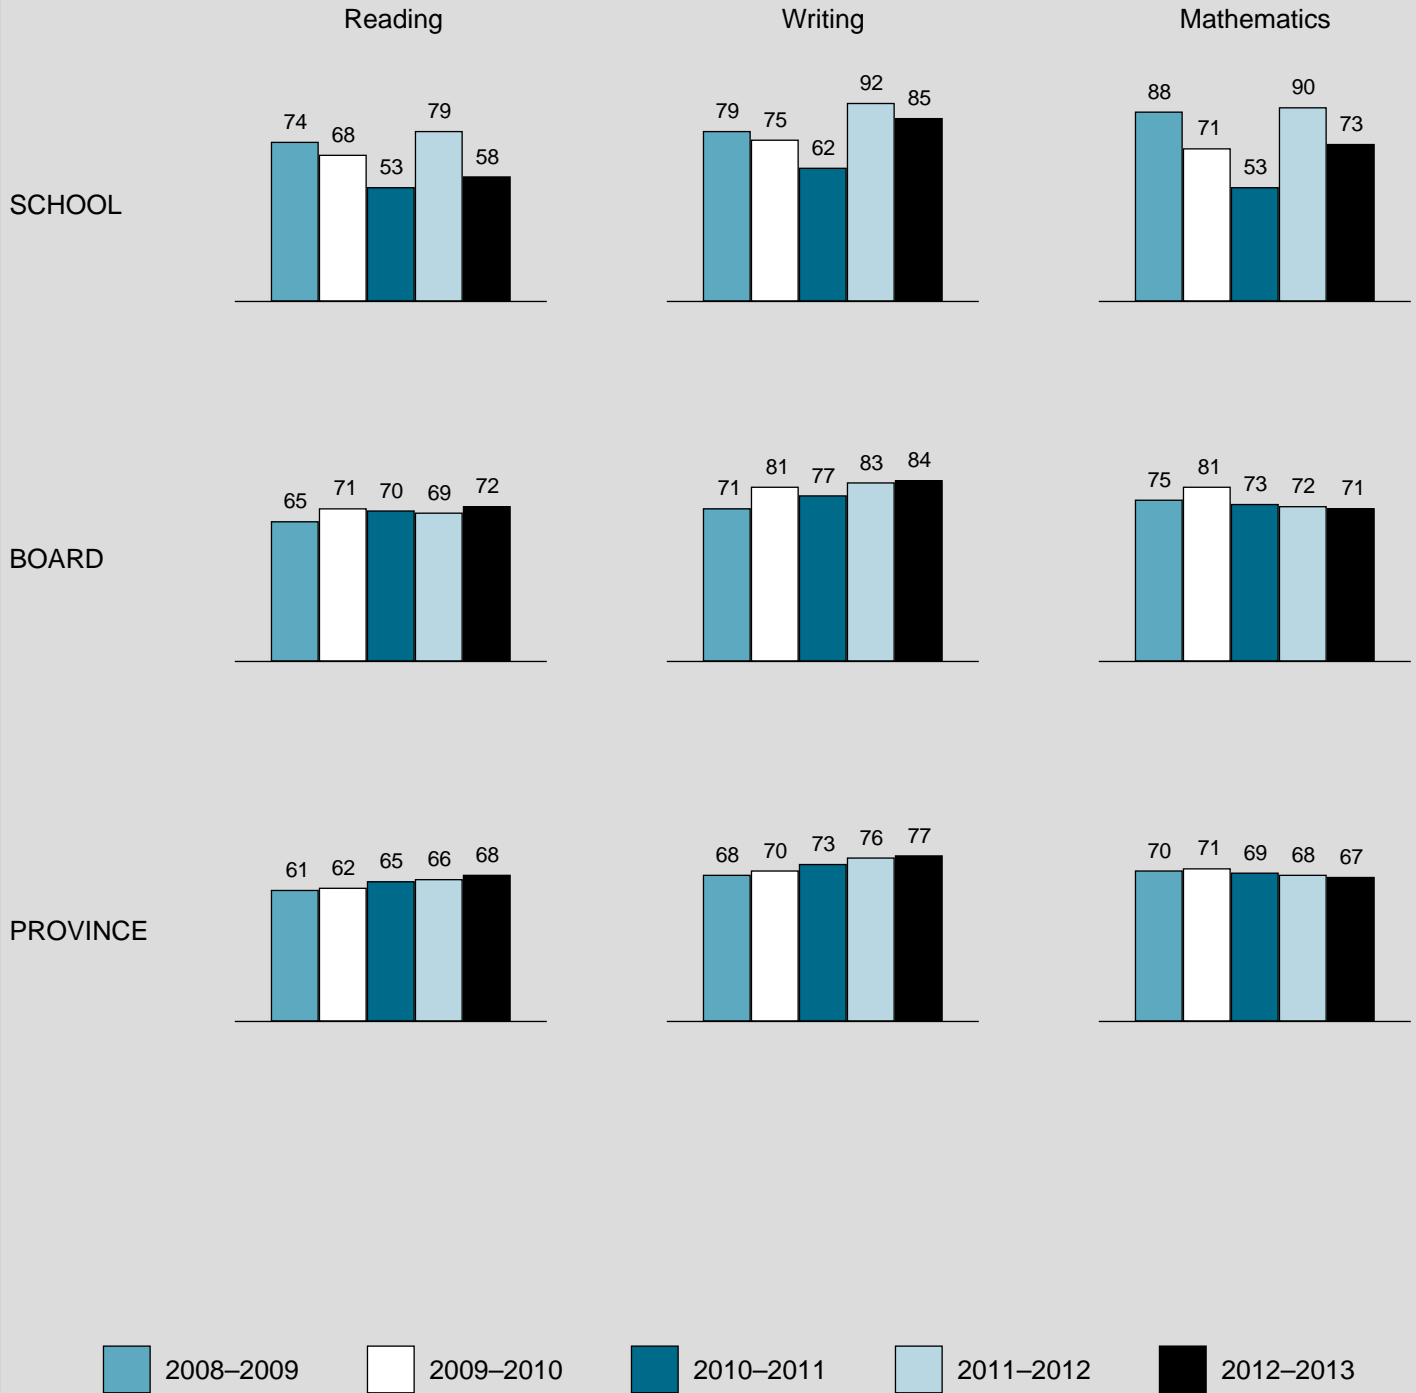 Reading Writing Mathematics
SCHOOL
74 68 53 79 58
79 75 62 92 85
88 71 53 90 73
BOARD
65 71 70 69 72
71 81 77 83 84
75 81 73 72 71
PROVINCE
61 62 65 66 68
68 70 73 76 77
70 71 69 68 67
2008–2009 2009–2010 2010–2011 2011–2012 2012–2013